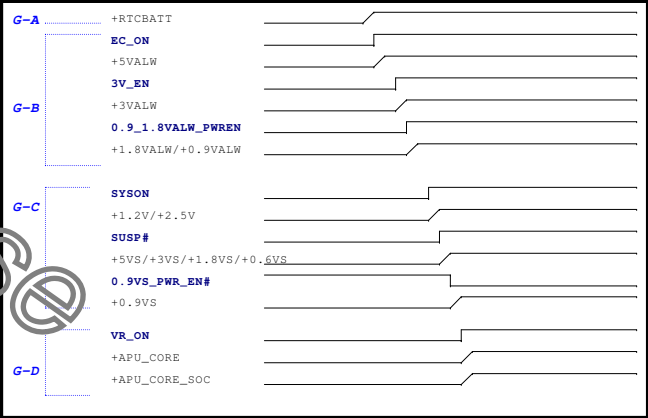 G-A
+RTCBATT
EC_ON
+5VALW
3V_EN
G-B
+3VALW
0.9_1.8VALW_PWREN
+1.8VALW/+0.9VALW
SYSON
G-C
+1.2V/+2.5V
SUSP#
+5VS/+3VS/+1.8VS/+0.6VS
0.9VS_PWR_EN#
+0.9VS
VR_ON
+APU_CORE
G-D
+APU_CORE_SOC